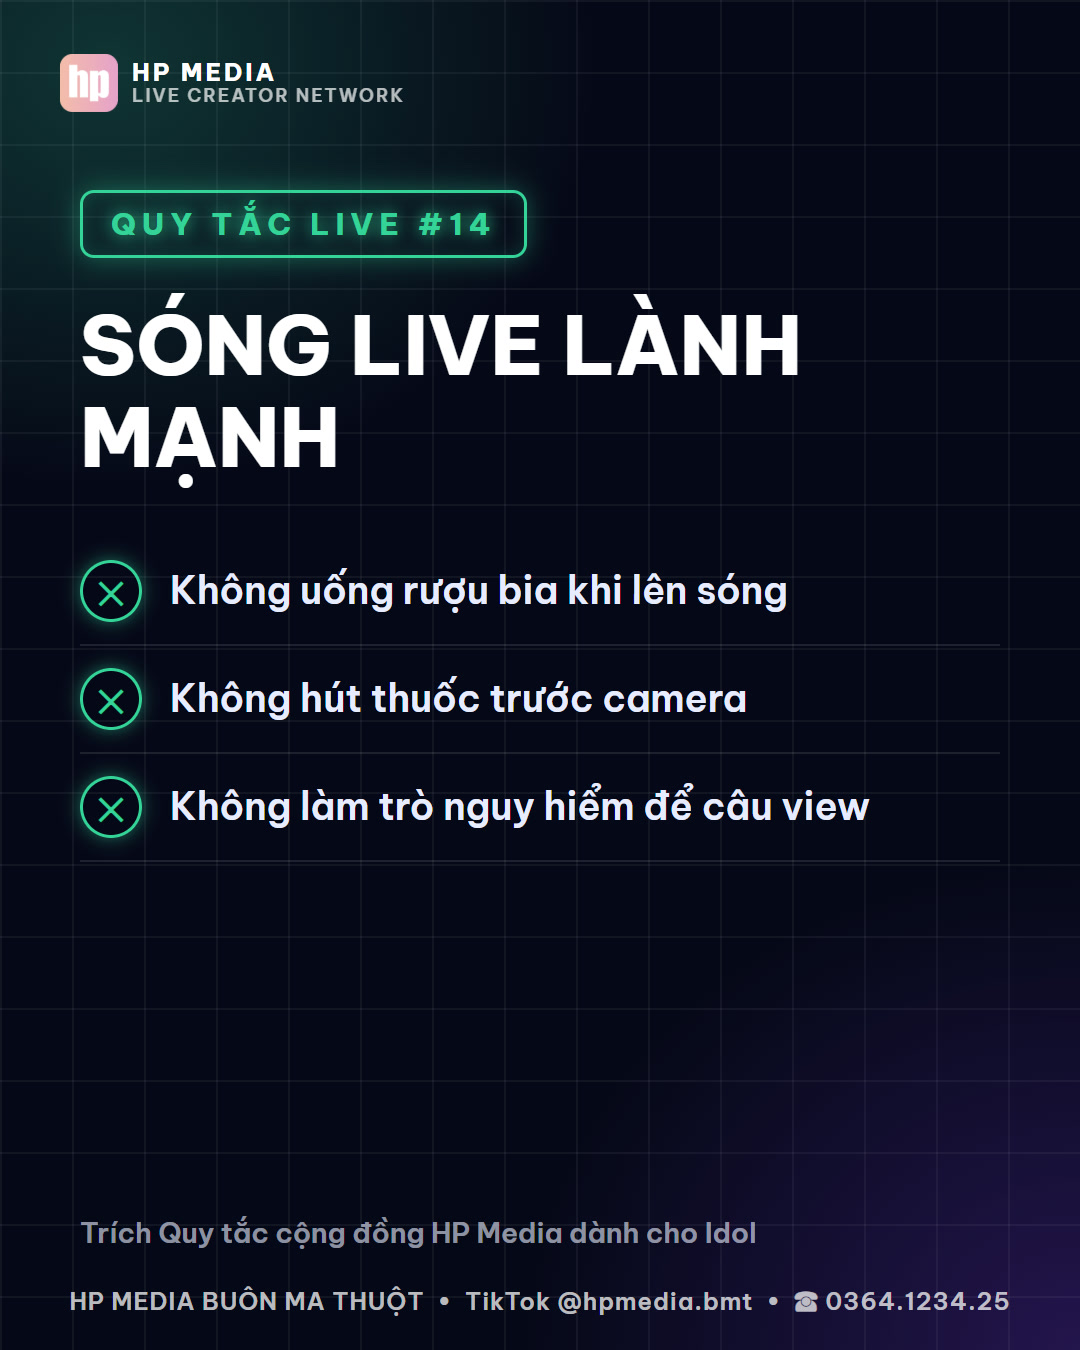 hp
HP MEDIA
LIVE CREATOR NETWORK
QUY TẮC LIVE #14
SÓNG LIVE LÀNH
MẠNH
Không uống rượu bia khi lên sóng
Không hút thuốc trước camera
Không làm trò nguy hiểm để câu view
Trích Quy tắc cộng đồng HP Media dành cho Idol
HP MEDIA BUÔN MA THUỘT • TikTok @hpmedia.bmt • ☎ 0364.1234.25